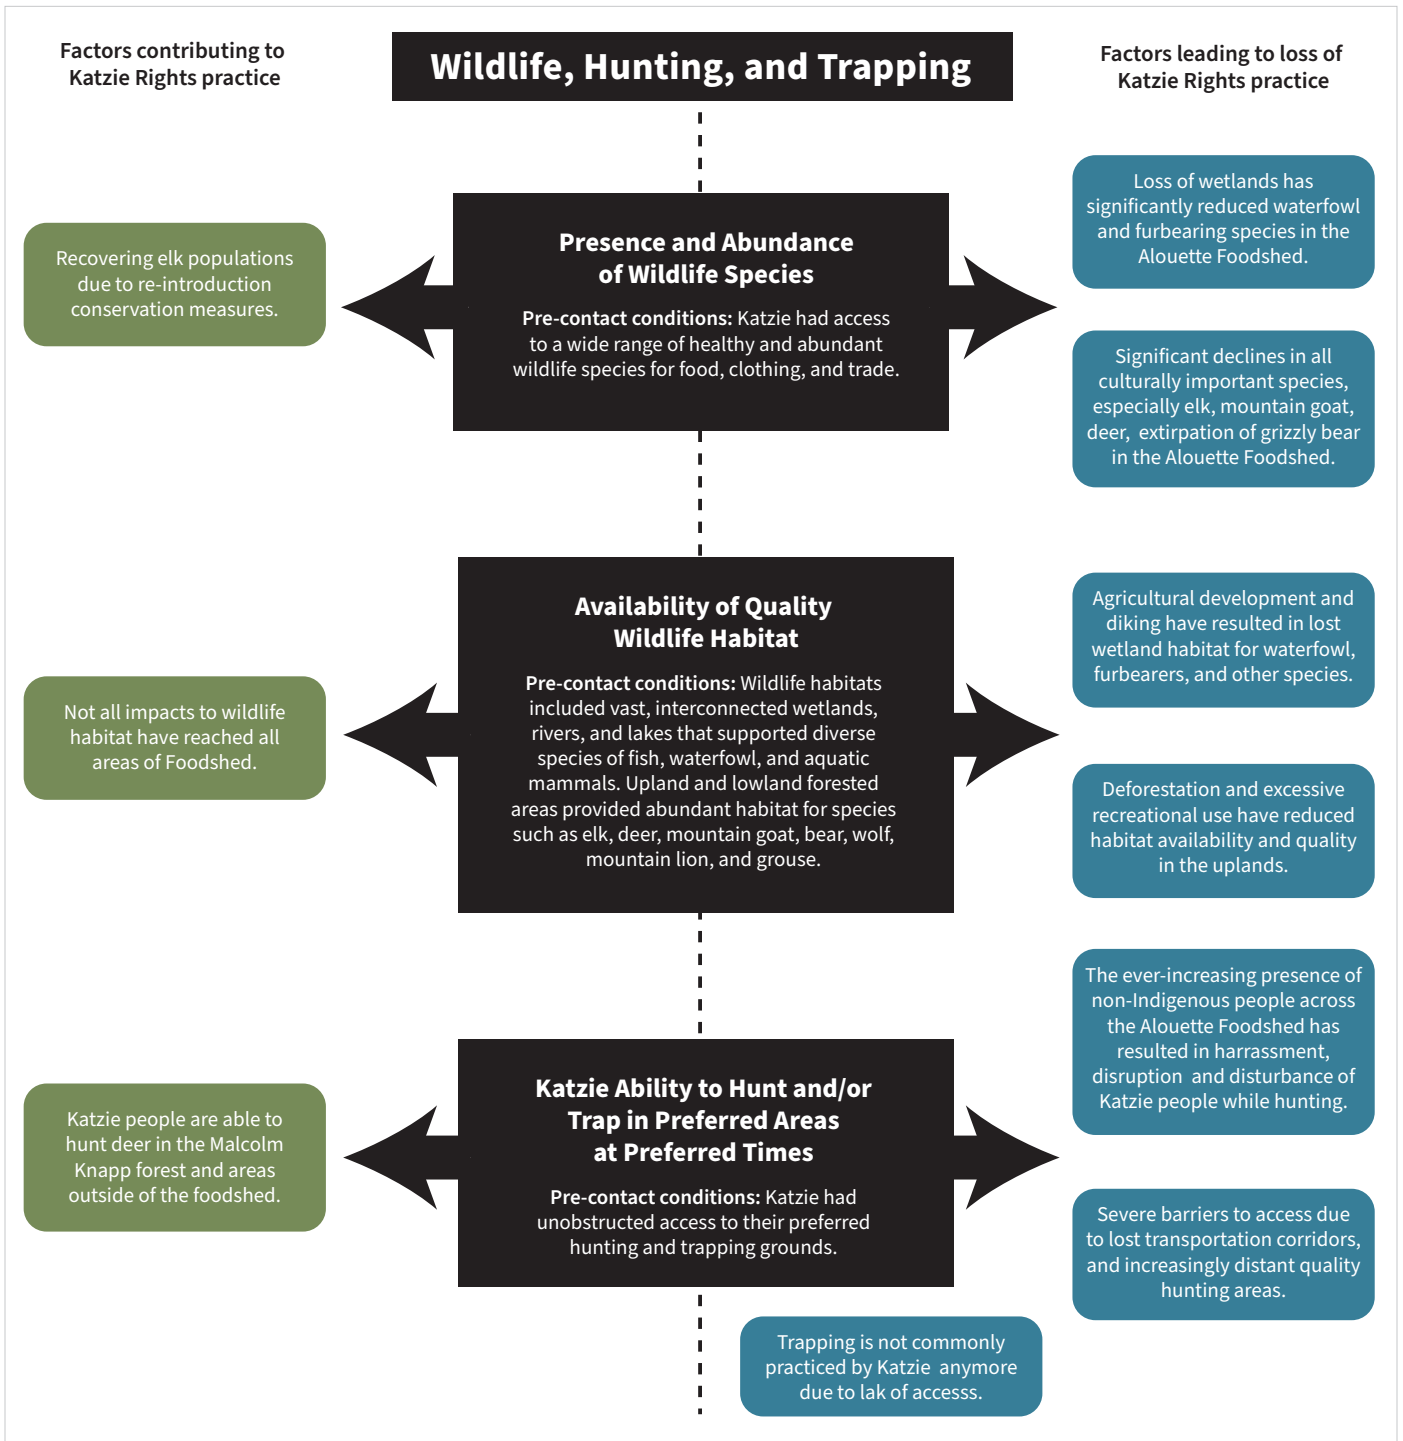 Factors contributing to
Katzie Rights practice
Wildlife, Hunting, and Trapping
Factors leading to loss of
Katzie Rights practice
Presence and Abundance
of Wildlife Species
Pre-contact conditions: Katzie had access
to a wide range of healthy and abundant
wildlife species for food, clothing, and trade.
Recovering elk populations
due to re-introduction
conservation measures.
Loss of wetlands has
significantly reduced waterfowl
and furbearing species in the
Alouette Foodshed.
Significant declines in all
culturally important species,
especially elk, mountain goat,
deer,  extirpation of grizzly bear
in the Alouette Foodshed.
Availability of Quality
Wildlife Habitat
Pre-contact conditions: Wildlife habitats
included vast, interconnected wetlands,
rivers, and lakes that supported diverse
species of fish, waterfowl, and aquatic
mammals. Upland and lowland forested
areas provided abundant habitat for species
such as elk, deer, mountain goat, bear, wolf,
mountain lion, and grouse.
Not all impacts to wildlife
habitat have reached all
areas of Foodshed.
Agricultural development and
diking have resulted in lost
wetland habitat for waterfowl,
furbearers, and other species.
Deforestation and excessive
recreational use have reduced
habitat availability and quality
in the uplands.
Katzie Ability to Hunt and/or
Trap in Preferred Areas
at Preferred Times
Pre-contact conditions: Katzie had
unobstructed access to their preferred
hunting and trapping grounds.
Katzie people are able to
hunt deer in the Malcolm
Knapp forest and areas
outside of the foodshed.
The ever-increasing presence of
non-Indigenous people across
the Alouette Foodshed has
resulted in harrassment,
disruption  and disturbance of
Katzie people while hunting.
Severe barriers to access due
to lost transportation corridors,
and increasingly distant quality
hunting areas.
Trapping is not commonly
practiced by Katzie  anymore
due to lak of accesss.